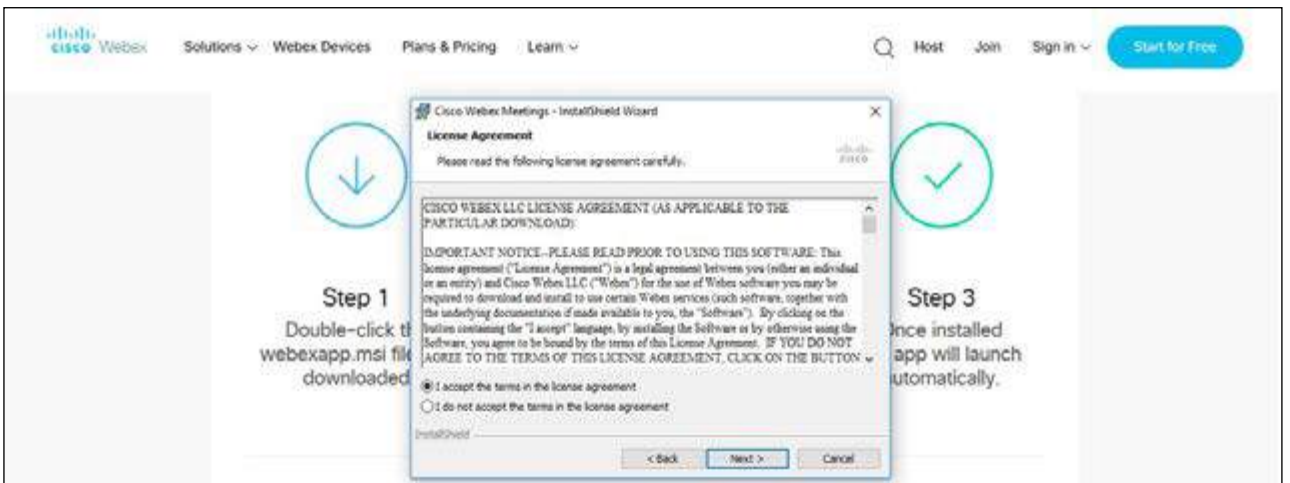 cisco Webex Solutions Webex Devices Plans & Pricing Learn Host Join Sign in Start for Free
Cisco Webex Meetings - InstallShield Wizard
License Agreement
Please read the following license agreement carefully.
cisco
CISCO WEBEX LLC LICENSE AGREEMENT (AS APPLICABLE TO THE
PARTICULAR DOWNLOAD):
IMPORTANT NOTICE--PLEASE READ PRIOR TO USING THIS SOFTWARE: This
license agreement ("License Agreement") is a legal agreement between you (either an individual
or an entity) and Cisco Webex LLC ("Webex") for the use of Webex software you may be
required to download and install to use certain Webex services (such software, together with
the underlying documentation if made available to you, the "Software"). By clicking on the
button containing the "I accept" language, by installing the Software or by otherwise using the
Software, you agree to be bound by the terms of this License Agreement. IF YOU DO NOT
AGREE TO THE TERMS OF THIS LICENSE AGREEMENT, CLICK ON THE BUTTON
I accept the terms in the license agreement
I do not accept the terms in the license agreement
InstallShield
< Back Next > Cancel
Step 1
Double-click th
webexapp.msi file
downloaded
Step 3
Once installed
app will launch
utomatically.